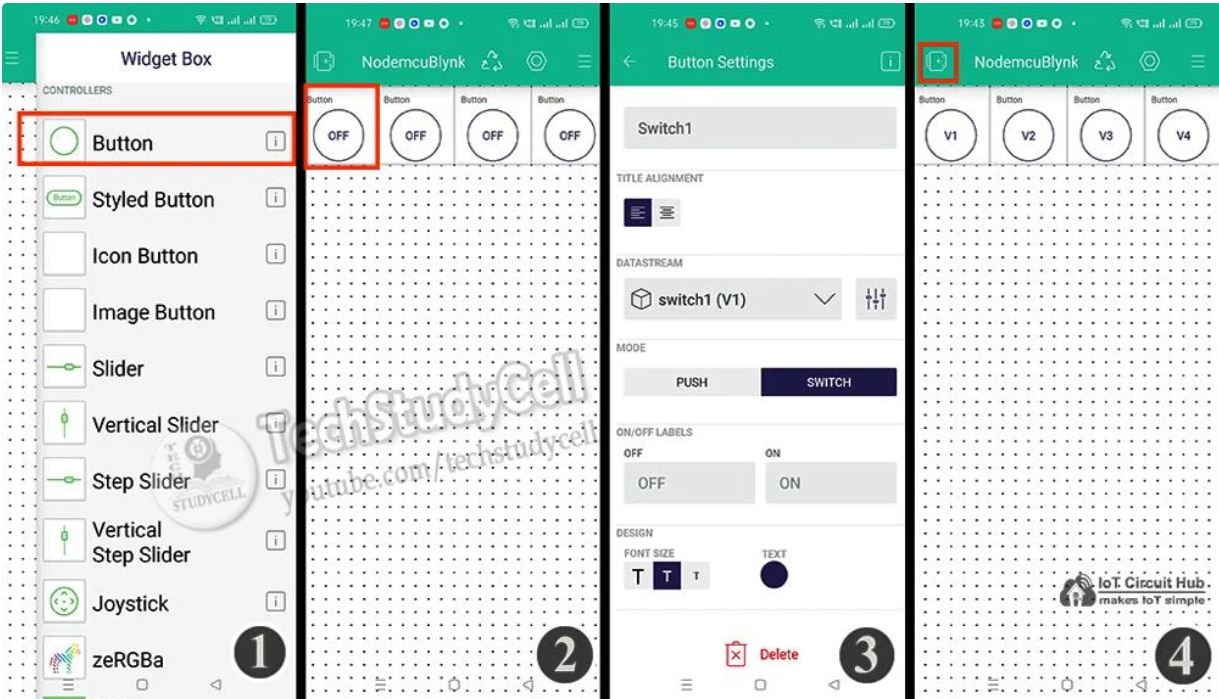 19:46
Widget Box
CONTROLLERS
Button
Styled Button
Icon Button
Image Button
Slider
Vertical Slider
Step Slider
Vertical
Step Slider
Joystick
zeRGBa
1
19:47
NodemcuBlynk
Button Button Button Button
OFF OFF OFF OFF
2
19:45
Button Settings
Switch1
TITLE ALIGNMENT
DATASTREAM
switch1 (V1)
MODE
PUSH SWITCH
ON/OFF LABELS
OFF ON
OFF ON
DESIGN
FONT SIZE TEXT
T T T
Delete
3
19:43
NodemcuBlynk
Button Button Button Button
V1 V2 V3 V4
IoT Circuit Hub
makes IoT simple
4
TechStudyCell
youtube.com/techstudycell
TECH
STUDYCELL